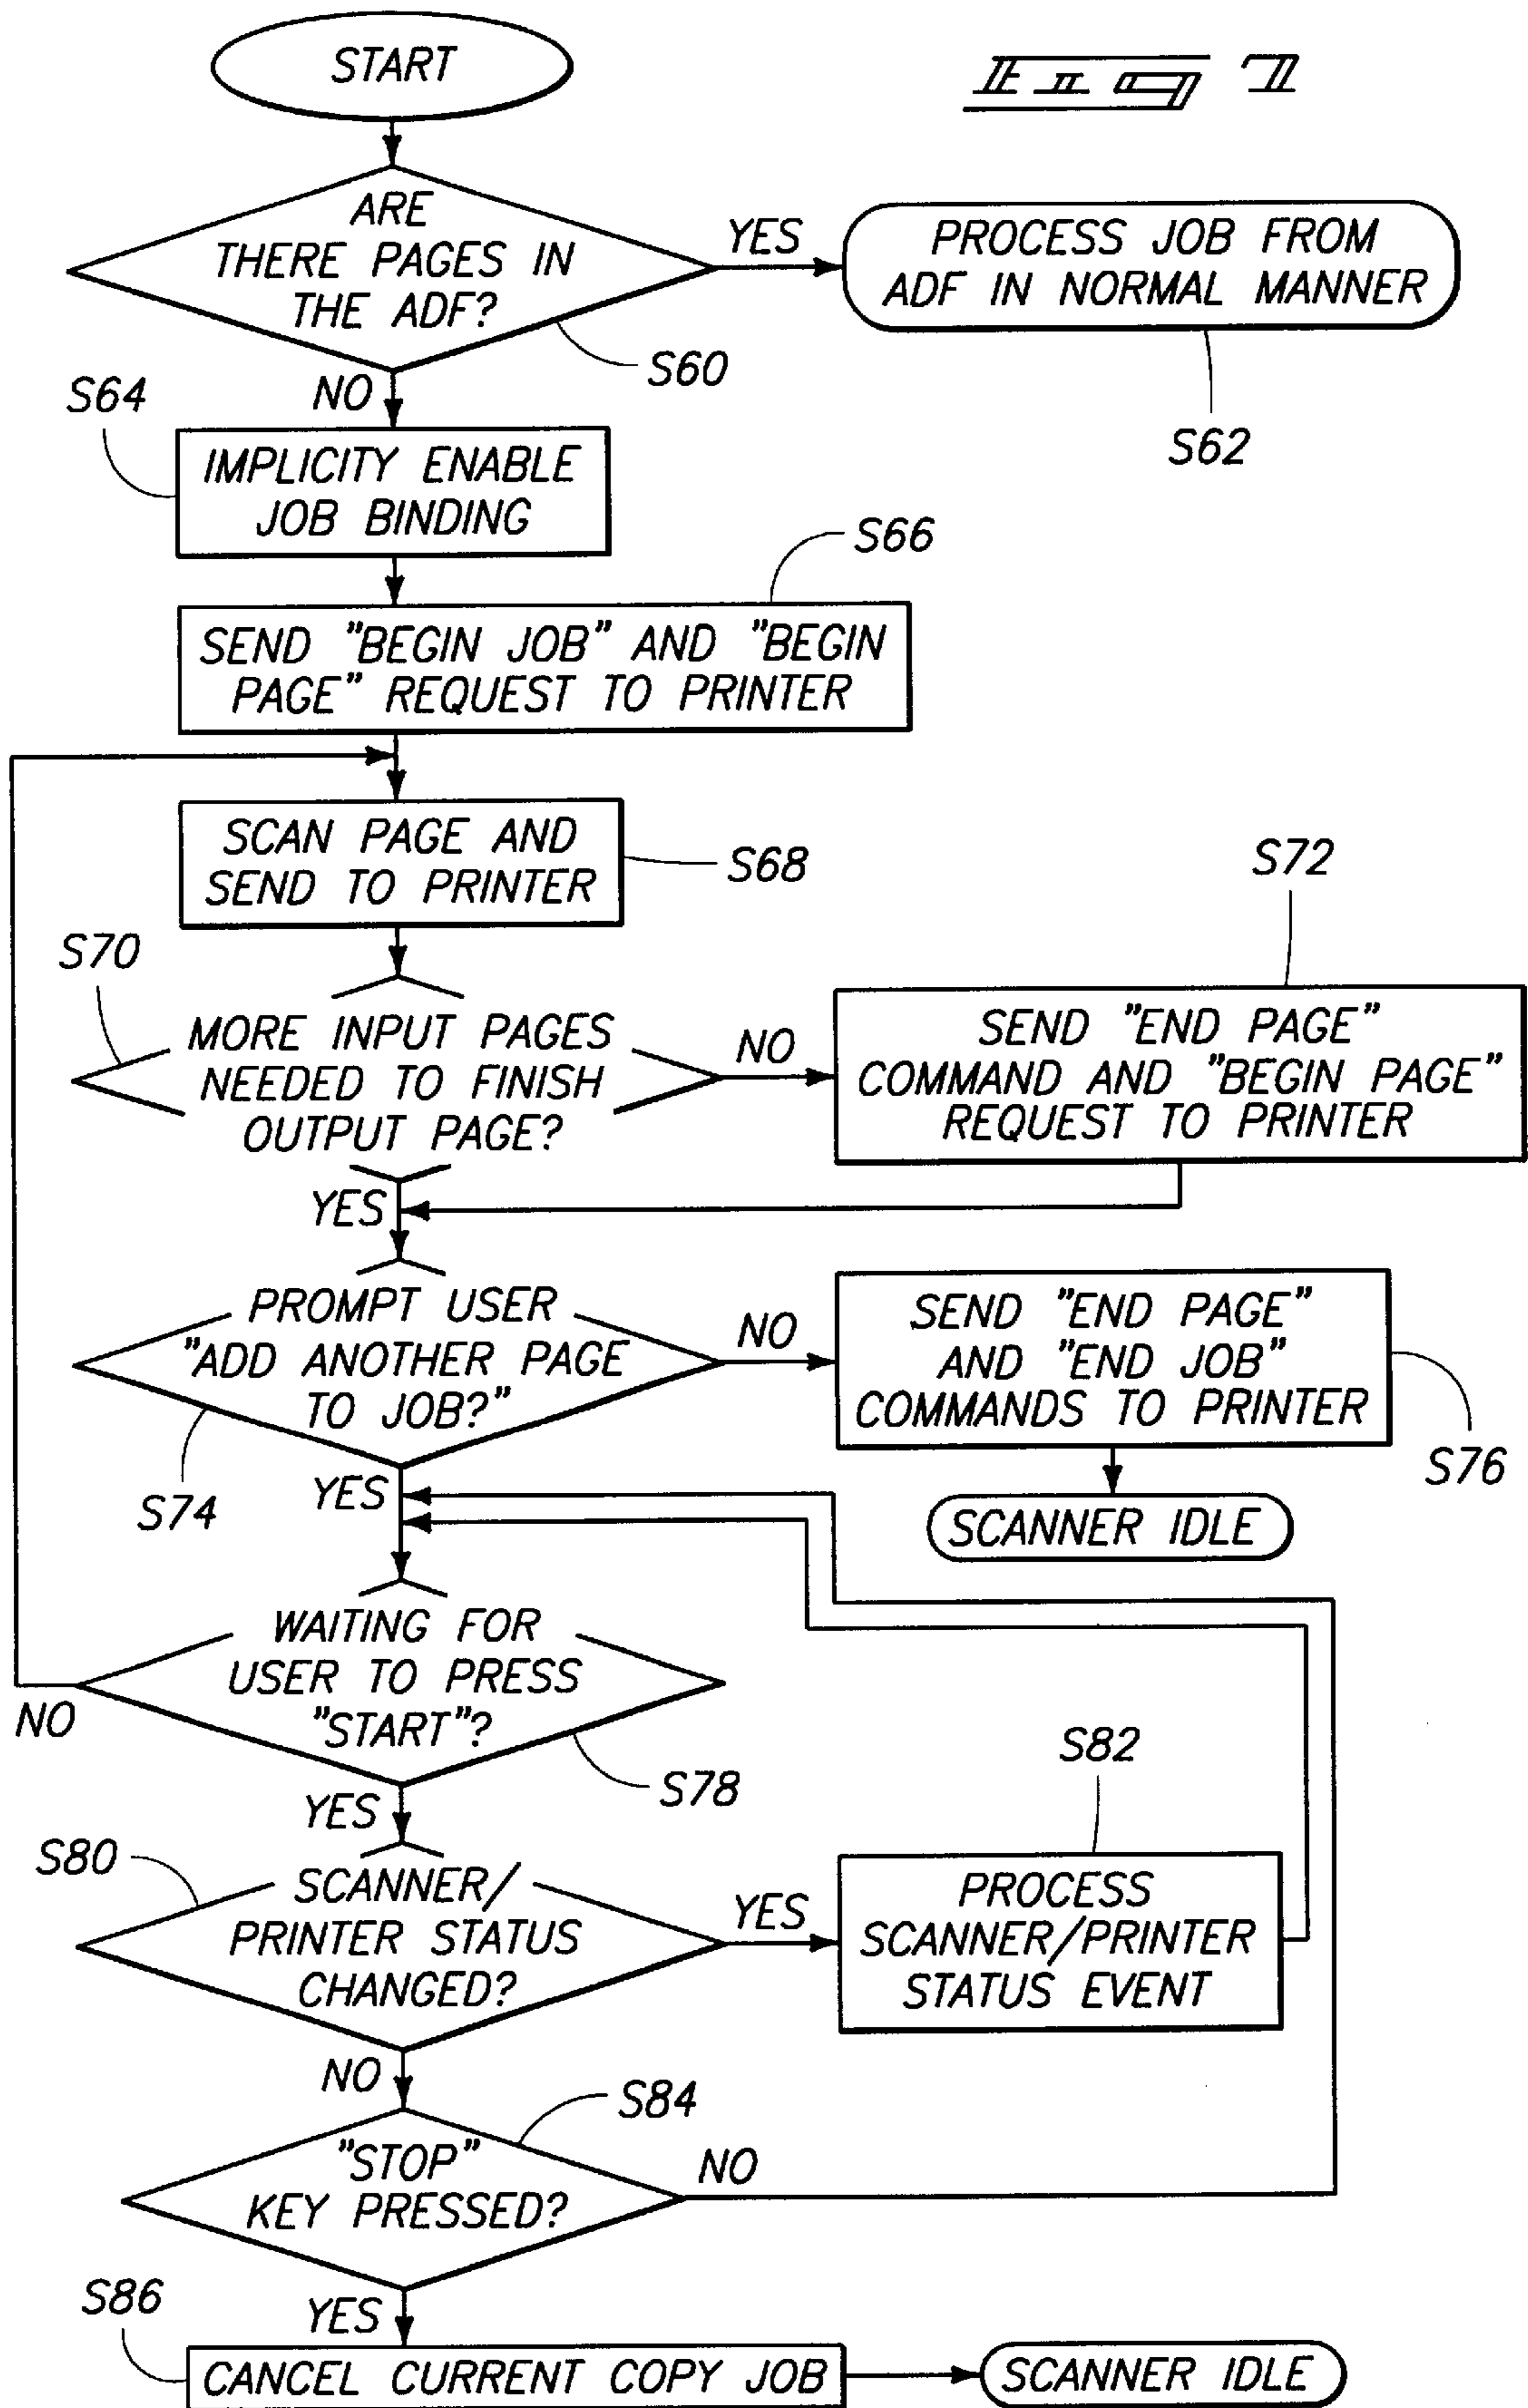 START
Fig 7
ARE
THERE PAGES IN
THE ADF?
YES
PROCESS JOB FROM
ADF IN NORMAL MANNER
S60
S62
NO
S64
IMPLICITY ENABLE
JOB BINDING
S66
SEND "BEGIN JOB" AND "BEGIN
PAGE" REQUEST TO PRINTER
SCAN PAGE AND
SEND TO PRINTER
S68
S70
MORE INPUT PAGES
NEEDED TO FINISH
OUTPUT PAGE?
NO
S72
SEND "END PAGE"
COMMAND AND "BEGIN PAGE"
REQUEST TO PRINTER
YES
PROMPT USER
"ADD ANOTHER PAGE
TO JOB?"
NO
SEND "END PAGE"
AND "END JOB"
COMMANDS TO PRINTER
S76
S74
YES
SCANNER IDLE
WAITING FOR
USER TO PRESS
"START"?
NO
S78
YES
S80
SCANNER/
PRINTER STATUS
CHANGED?
YES
S82
PROCESS
SCANNER/PRINTER
STATUS EVENT
NO
S84
"STOP"
KEY PRESSED?
NO
YES
S86
CANCEL CURRENT COPY JOB
SCANNER IDLE